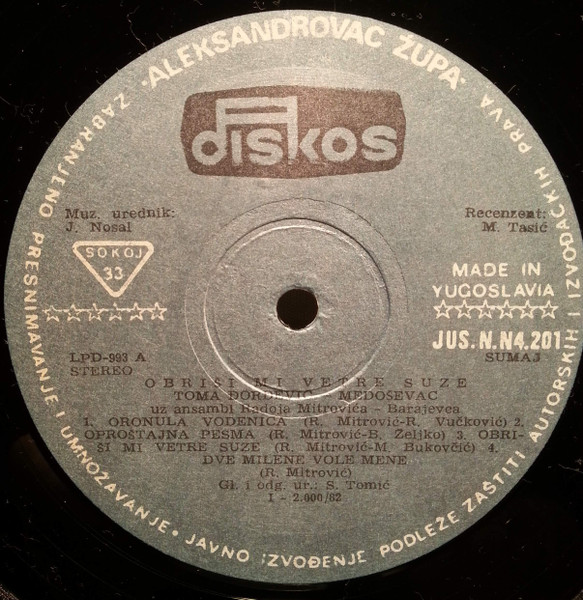 ALEKSANDROVAC ŽUPA
ZABRANJENO PRESNIMAVANJE I UMNOŽAVANJE • JAVNO IZVOĐENJE PODLEŽE ZAŠTITI AUTORSKIH I IZVOĐAČKIH PRAVA
diskos
Muz. urednik:
J. Nosal
Recenzent:
M. Tasić
SOKOJ
33
MADE IN
YUGOSLAVIA
JUS.N.N4.201
SUMAJ
LPD-993 A
STEREO
OBRIŠI MI VETRE SUZE
TOMA ĐORĐEVIĆ - MEDOŠEVAC
uz ansambl Radoja Mitrovića - Barajevca
1. ORONULA VODENICA (R. Mitrović-R. Vučković) 2.
OPROŠTAJNA PESMA (R. Mitrović-B. Zeljko) 3. OBRI-
ŠI MI VETRE SUZE (R. Mitrović-M. Bukovčić) 4.
DVE MILENE VOLE MENE
(R. Mitrović)
Gl. i odg. ur.: S. Tomić
I - 2.000/82